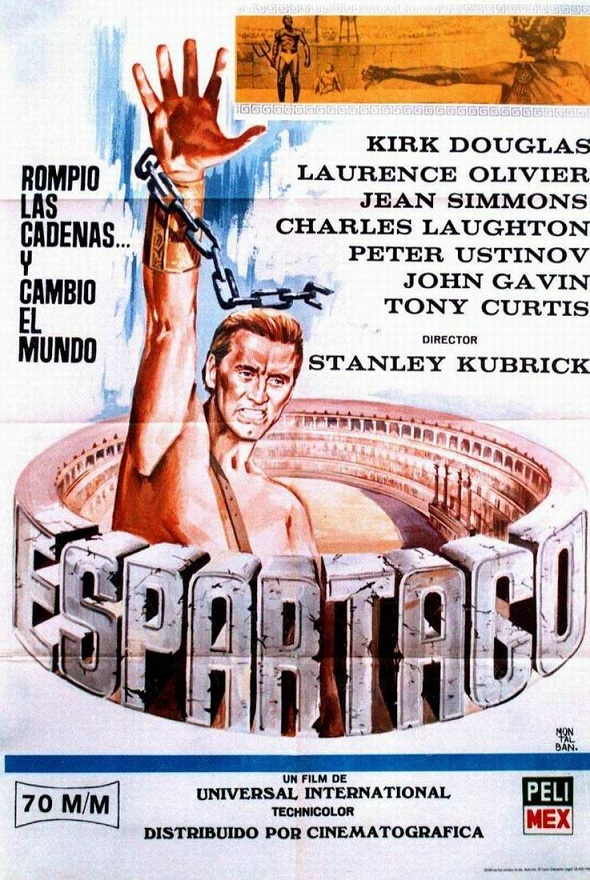 ROMPIO
LAS
CADENAS...
Y
CAMBIO
EL
MUNDO
KIRK DOUGLAS
LAURENCE OLIVIER
JEAN SIMMONS
CHARLES LAUGHTON
PETER USTINOV
JOHN GAVIN
TONY CURTIS
DIRECTOR
STANLEY KUBRICK
ESPARTACO
MON
TAL
BAN.
70 M/M
UN FILM DE
UNIVERSAL INTERNATIONAL
TECHNICOLOR
DISTRIBUIDO POR CINEMATOGRAFICA
PELI
MEX